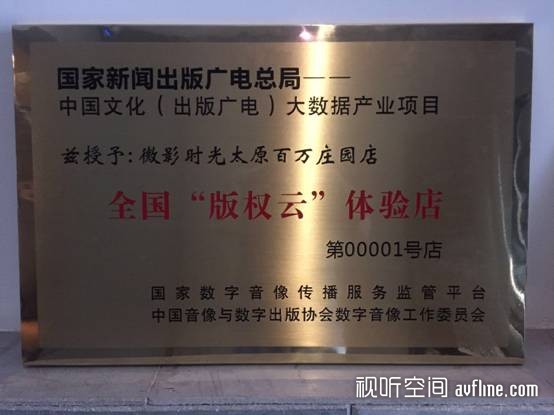 国家新闻出版广电总局——
中国文化（出版广电）大数据产业项目
兹授予：微影时光太原百万庄园店
全国“版权云”体验店
第00001号店
国家数字音像传播服务监管平台
中国音像与数字出版协会数字音像工作委员会
视听空间 avfline.com